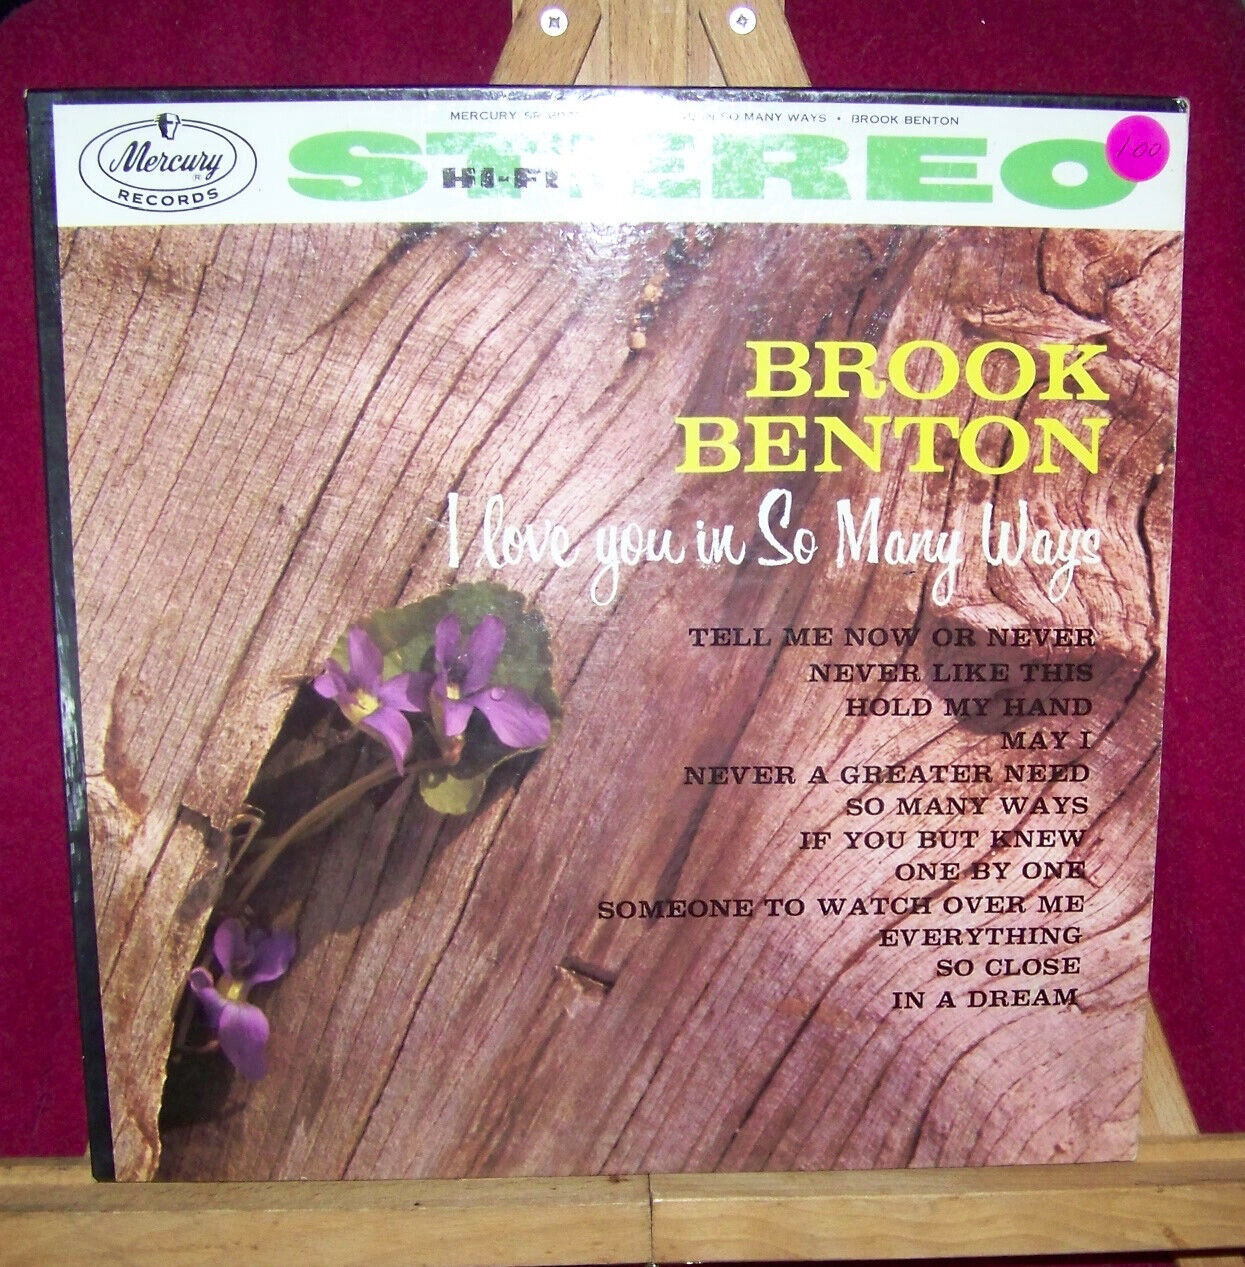 MERCURY SR IN SO MANY WAYS • BROOK BENTON
Mercury
®
RECORDS
STEREO
HI-FI
100
BROOK
BENTON
I love you in So Many Ways
TELL ME NOW OR NEVER
NEVER LIKE THIS
HOLD MY HAND
MAY I
NEVER A GREATER NEED
SO MANY WAYS
IF YOU BUT KNEW
ONE BY ONE
SOMEONE TO WATCH OVER ME
EVERYTHING
SO CLOSE
IN A DREAM